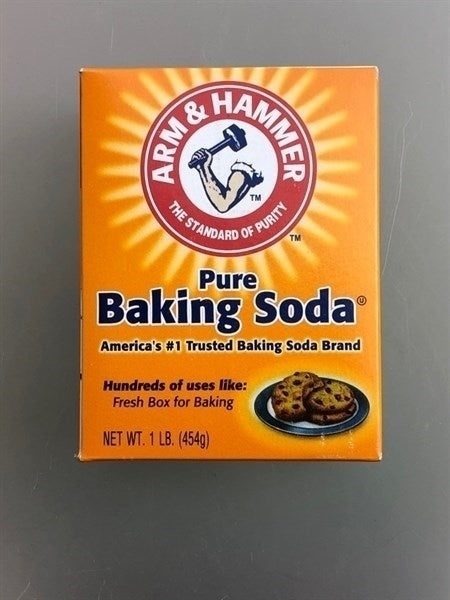 ARM & HAMMER
TM
THE STANDARD OF PURITY
TM
Pure
Baking Soda Ⓤ
America's #1 Trusted Baking Soda Brand
Hundreds of uses like:
Fresh Box for Baking
NET WT. 1 LB. (454g)